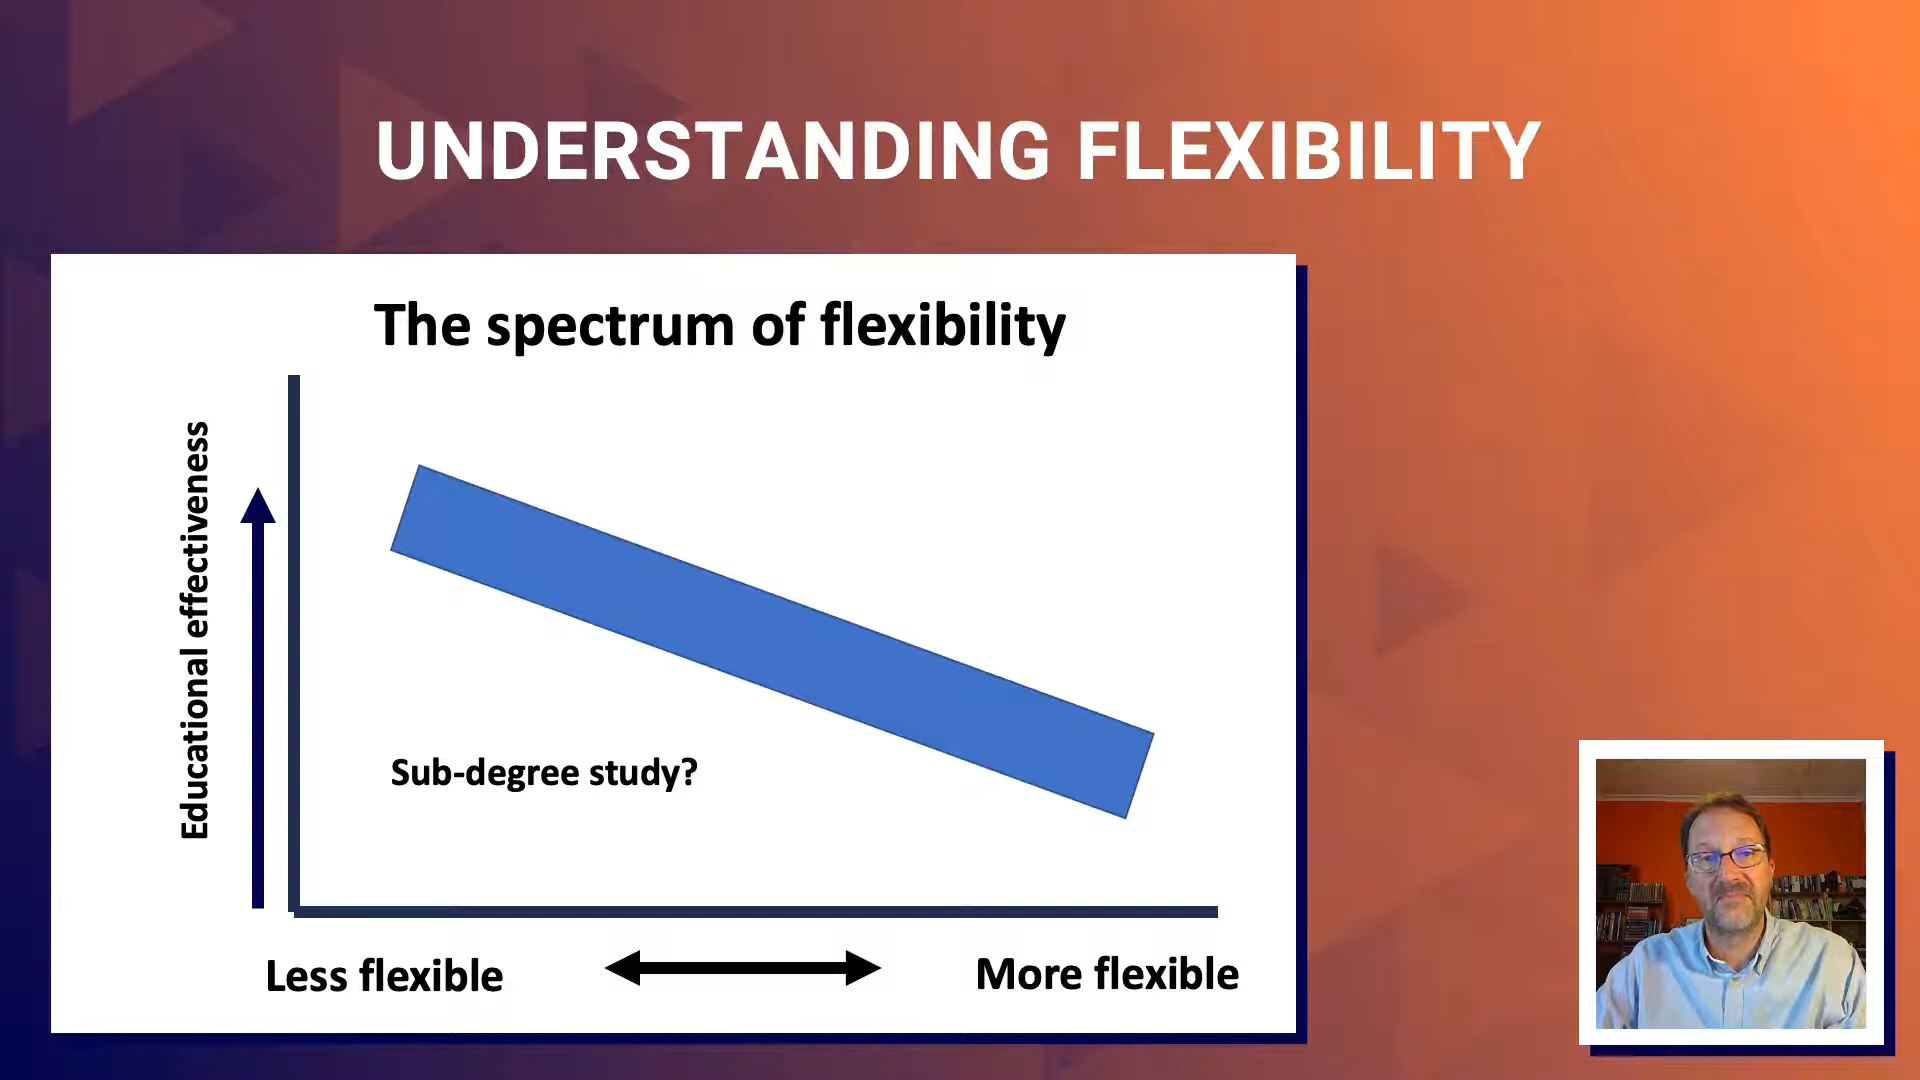 UNDERSTANDING FLEXIBILITY
The spectrum of flexibility
Educational effectiveness
Sub-degree study?
Less flexible
More flexible